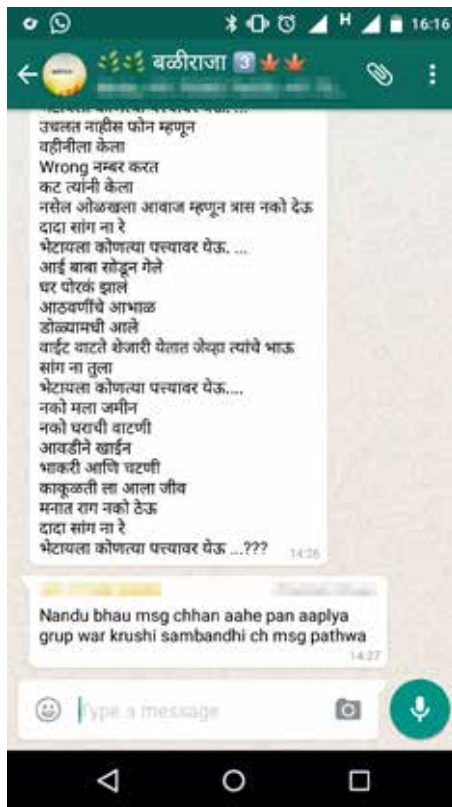 H 16:16
बळीराजा 3
उचलत नाहीस फोन म्हणून
वहीनीला केला
Wrong नम्बर करत
कट त्यांनी केला
नसेल ओळखला आवाज म्हणून त्रास नको देऊ
दादा सांग ना रे
भेटायला कोणत्या पत्त्यावर येऊ. ...
आई बाबा सोडून गेले
घर पोरकं झाले
आठवणींचे आभाळ
डोळ्यामधी आले
वाईट वाटते शेजारी येतात जेव्हा त्यांचे भाऊ
सांग ना तुला
भेटायला कोणत्या पत्त्यावर येऊ....
नको मला जमीन
नको घराची वाटणी
आवडीने खाईन
भाकरी आणि चटणी
काकूळती ला आला जीव
मनात राग नको ठेऊ
दादा सांग ना रे
भेटायला कोणत्या पत्त्यावर येऊ ...???
14:26
Nandu bhau msg chhan aahe pan aaplya
grup war krushi sambandhi ch msg pathwa
14:27
Type a message